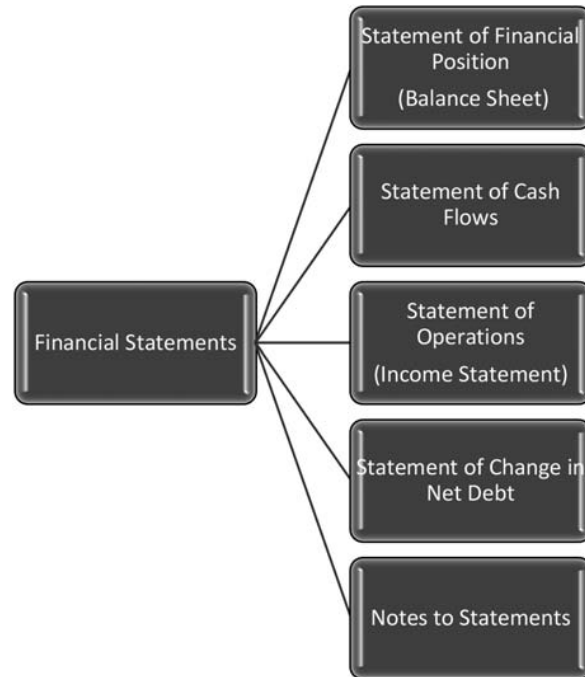 Statement of Financial
Position
(Balance Sheet)
Statement of Cash
Flows
Financial Statements
Statement of
Operations
(Income Statement)
Statement of Change in
Net Debt
Notes to Statements